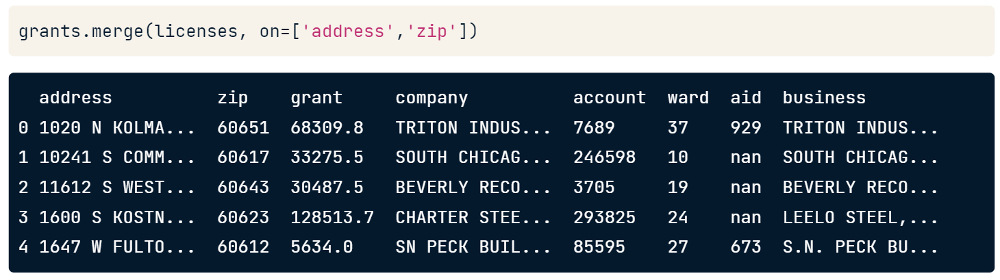 grants.merge(licenses, on=['address','zip'])
address zip grant company account ward aid business
0 1020 N KOLMA... 60651 68309.8 TRITON INDUS... 7689 37 929 TRITON INDUS...
1 10241 S COMM... 60617 33275.5 SOUTH CHICAG... 246598 10 nan SOUTH CHICAG...
2 11612 S WEST... 60643 30487.5 BEVERLY RECO... 3705 19 nan BEVERLY RECO...
3 1600 S KOSTN... 60623 128513.7 CHARTER STEE... 293825 24 nan LEELO STEEL,...
4 1647 W FULTO... 60612 5634.0 SN PECK BUIL... 85595 27 673 S.N. PECK BU...